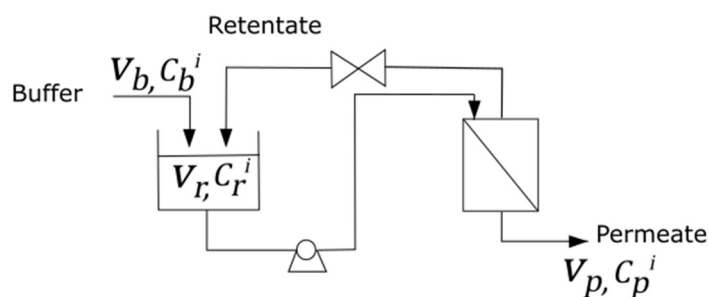 Retentate
V_b, C_b^i
Buffer
V_r, C_r^i
Permeate
V_p, C_p^i